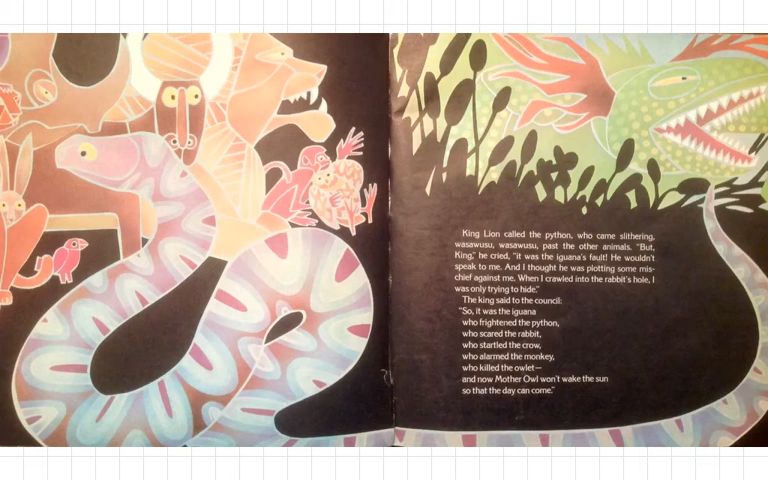 King Lion called the python, who came slithering,
wasawusu, wasawusu, past the other animals. "But,
King," he cried, "it was the iguana's fault! He wouldn't
speak to me. And I thought he was plotting some mis-
chief against me. When I crawled into the rabbit's hole, I
was only trying to hide."
The king said to the council:
"So, it was the iguana
who frightened the python,
who scared the rabbit,
who startled the crow,
who alarmed the monkey,
who killed the owlet—
and now Mother Owl won't wake the sun
so that the day can come."